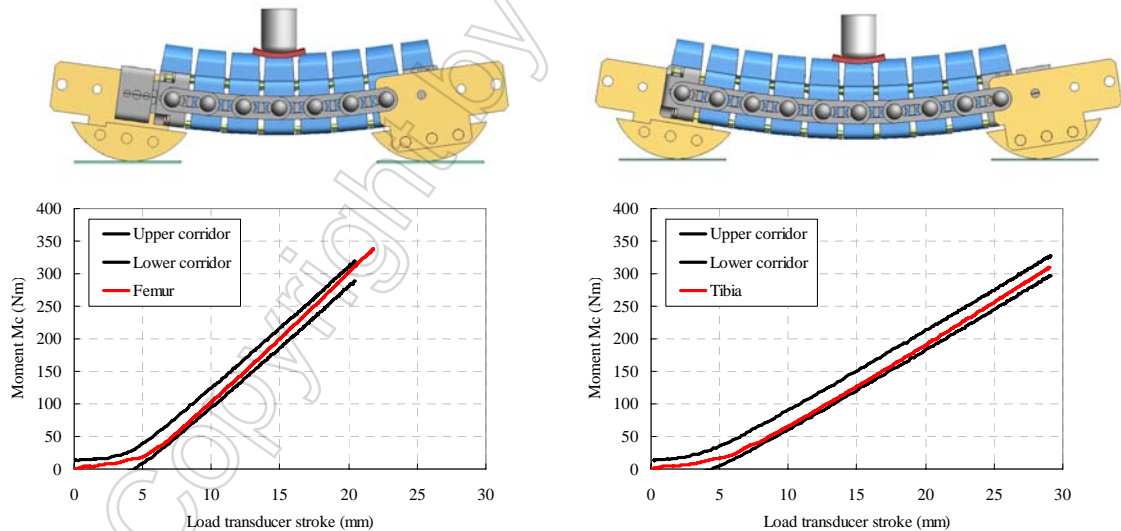 Copyright by
400
350
300
250
200
150
100
50
0
Moment Mc (Nm)
Upper corridor
Lower corridor
Femur
0 5 10 15 20 25 30
Load transducer stroke (mm)
400
350
300
250
200
150
100
50
0
Moment Mc (Nm)
Upper corridor
Lower corridor
Tibia
0 5 10 15 20 25 30
Load transducer stroke (mm)